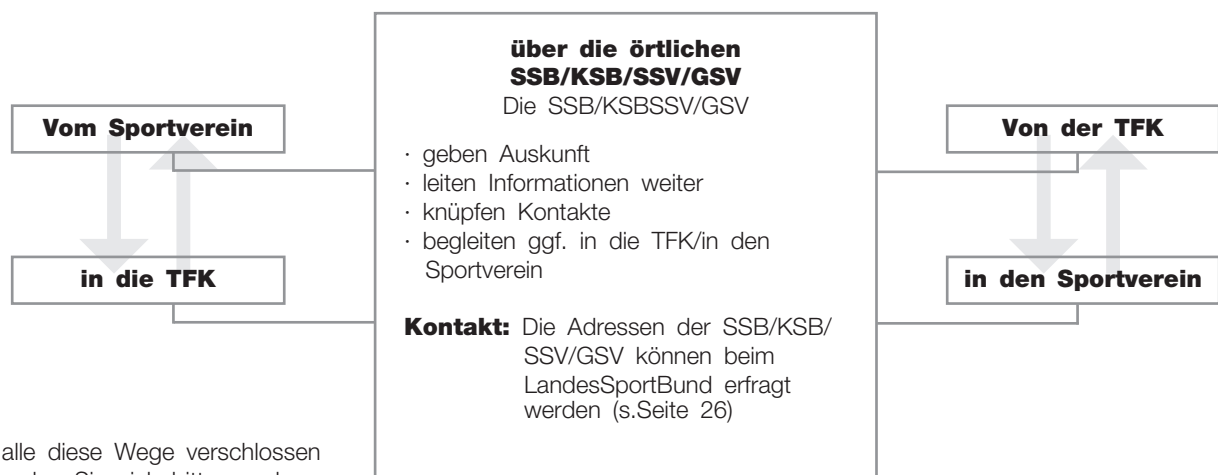 über die örtlichen
SSB/KSB/SSV/GSV
Die SSB/KSBSSV/GSV
Vom Sportverein
Von der TFK
· geben Auskunft
· leiten Informationen weiter
· knüpfen Kontakte
· begleiten ggf. in die TFK/in den
Sportverein
in die TFK
in den Sportverein
Kontakt: Die Adressen der SSB/KSB/
SSV/GSV können beim
LandesSportBund erfragt
werden (s.Seite 26)
alle diese Wege verschlossen